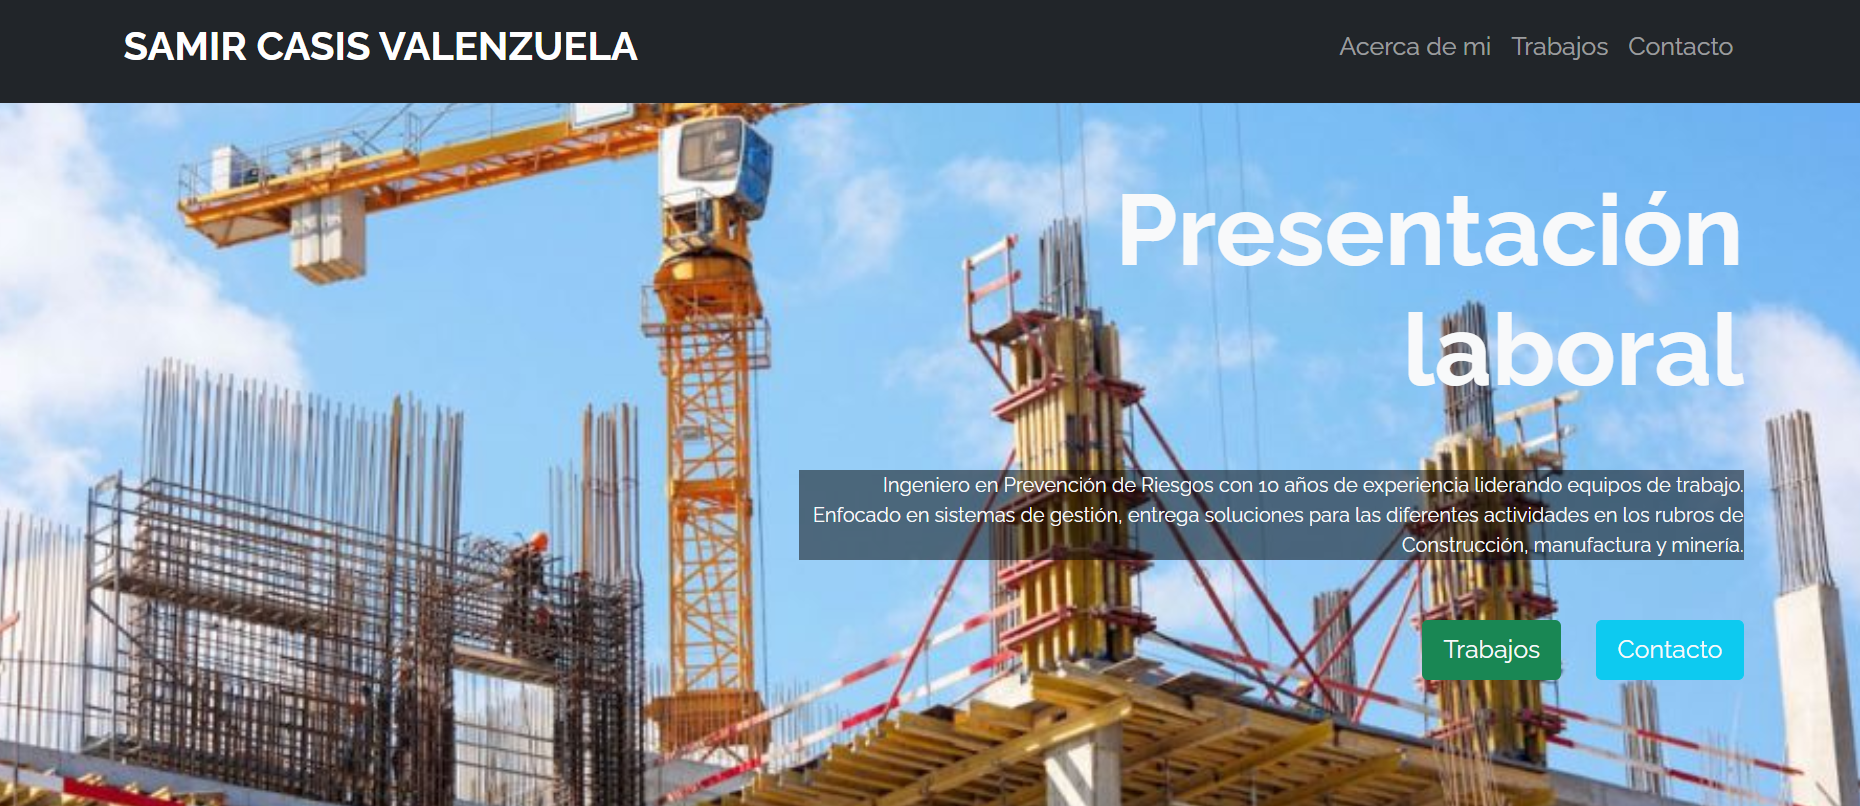 SAMIR CASIS VALENZUELA
Acerca de mi Trabajos Contacto
Presentación
laboral
Ingeniero en Prevención de Riesgos con 10 años de experiencia liderando equipos de trabajo.
Enfocado en sistemas de gestión, entrega soluciones para las diferentes actividades en los rubros de
Construcción, manufactura y minería.
Trabajos Contacto